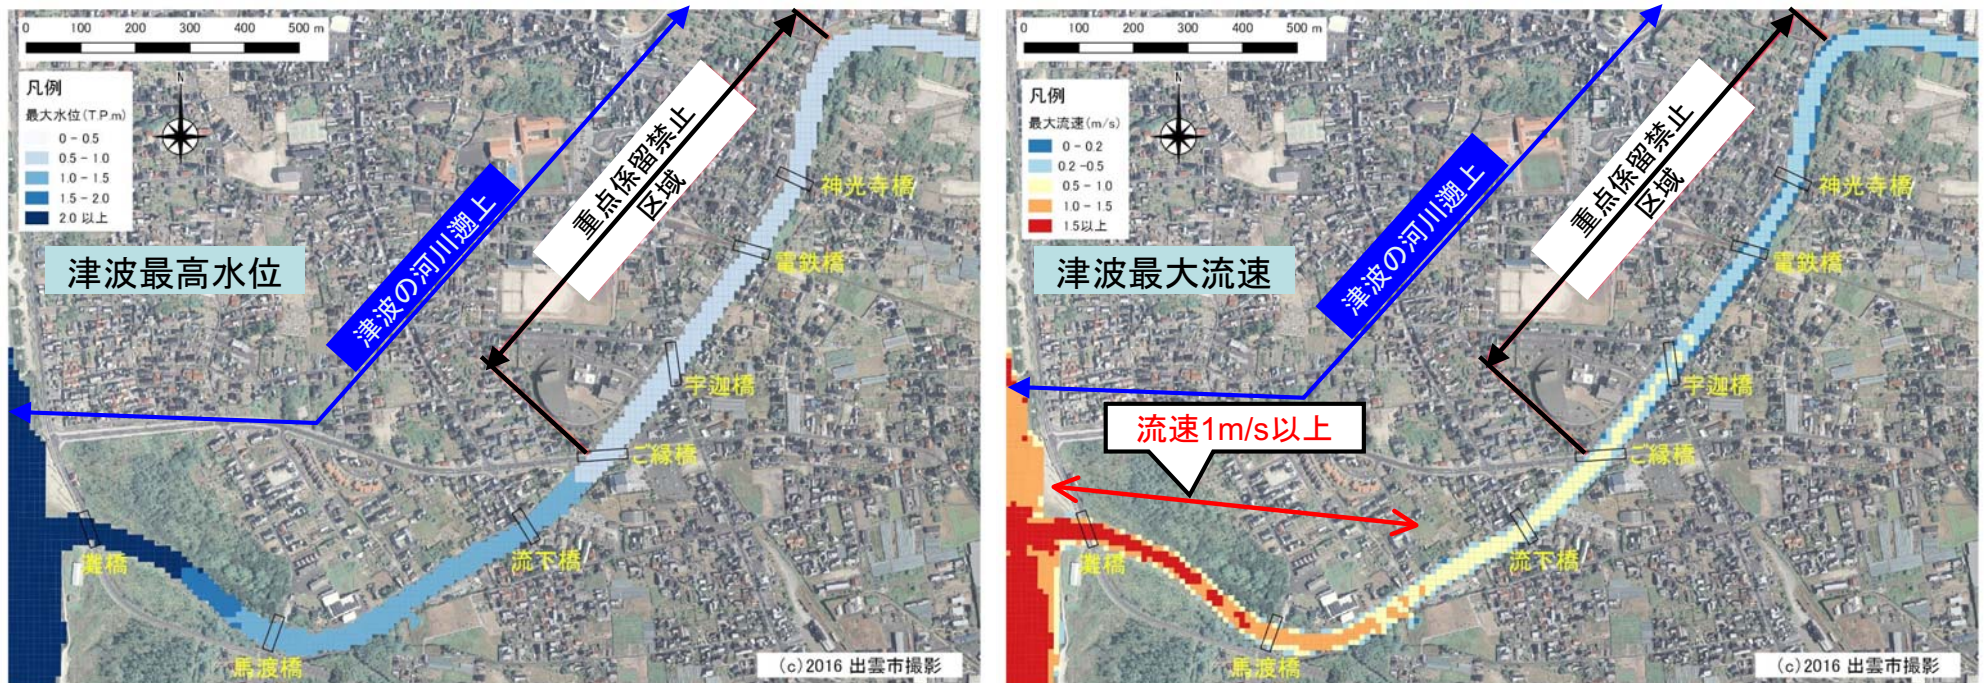 0 100 200 300 400 500 m
凡例
最大水位(T.P.m)
0 - 0.5
0.5 - 1.0
1.0 - 1.5
1.5 - 2.0
2.0 以上
N
津波最高水位
津波の河川遡上
重点係留禁止
区域
神光寺橋
電鉄橋
宇迦橋
ご縁橋
流下橋
灘橋
馬渡橋
(c)2016 出雲市撮影
0 100 200 300 400 500 m
凡例
最大流速(m/s)
0 - 0.2
0.2 - 0.5
0.5 - 1.0
1.0 - 1.5
1.5以上
N
津波最大流速
津波の河川遡上
重点係留禁止
区域
流速1m/s以上
神光寺橋
電鉄橋
宇迦橋
ご縁橋
流下橋
灘橋
馬渡橋
(c)2016 出雲市撮影